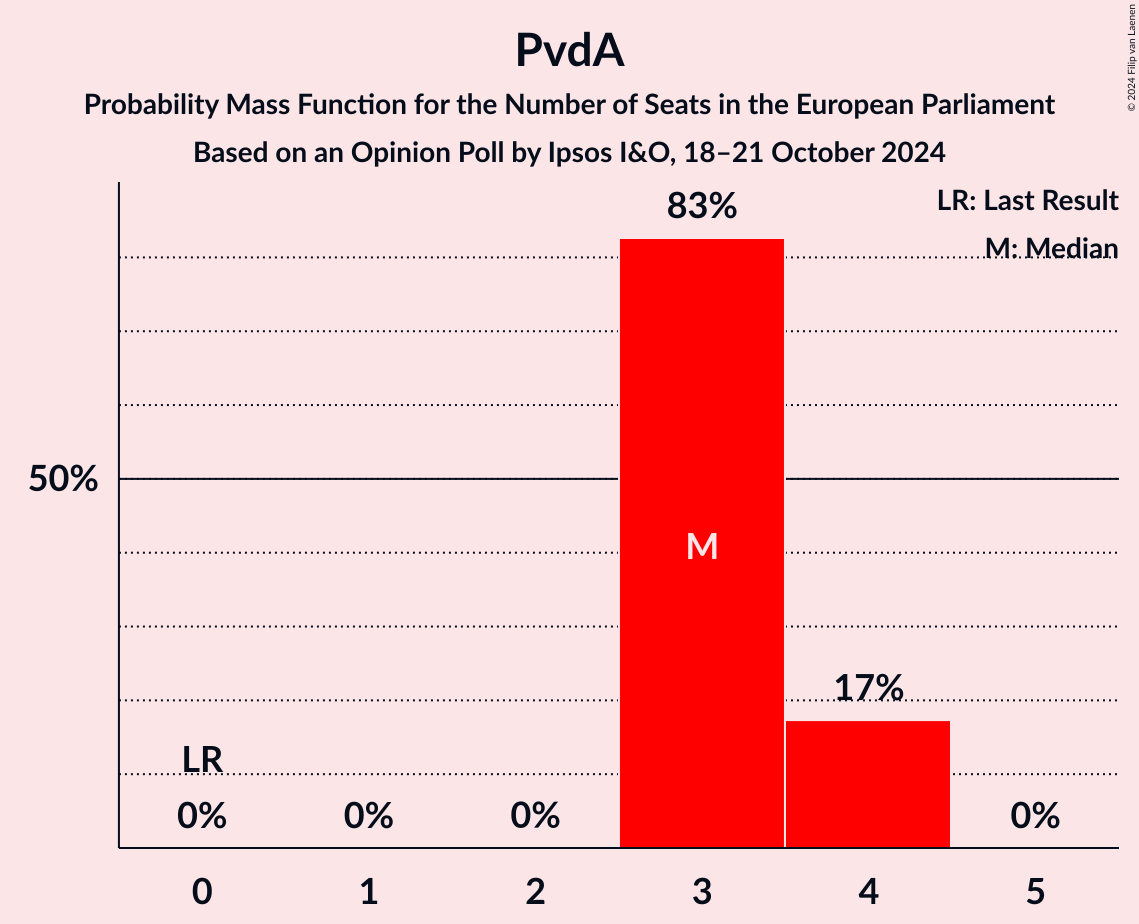 PvdA
Probability Mass Function for the Number of Seats in the European Parliament
Based on an Opinion Poll by Ipsos I&O, 18–21 October 2024
© 2024 Filip van Laenen
LR: Last Result
M: Median
83%
50%
M
17%
LR
0% 0% 0% 0%
0 1 2 3 4 5